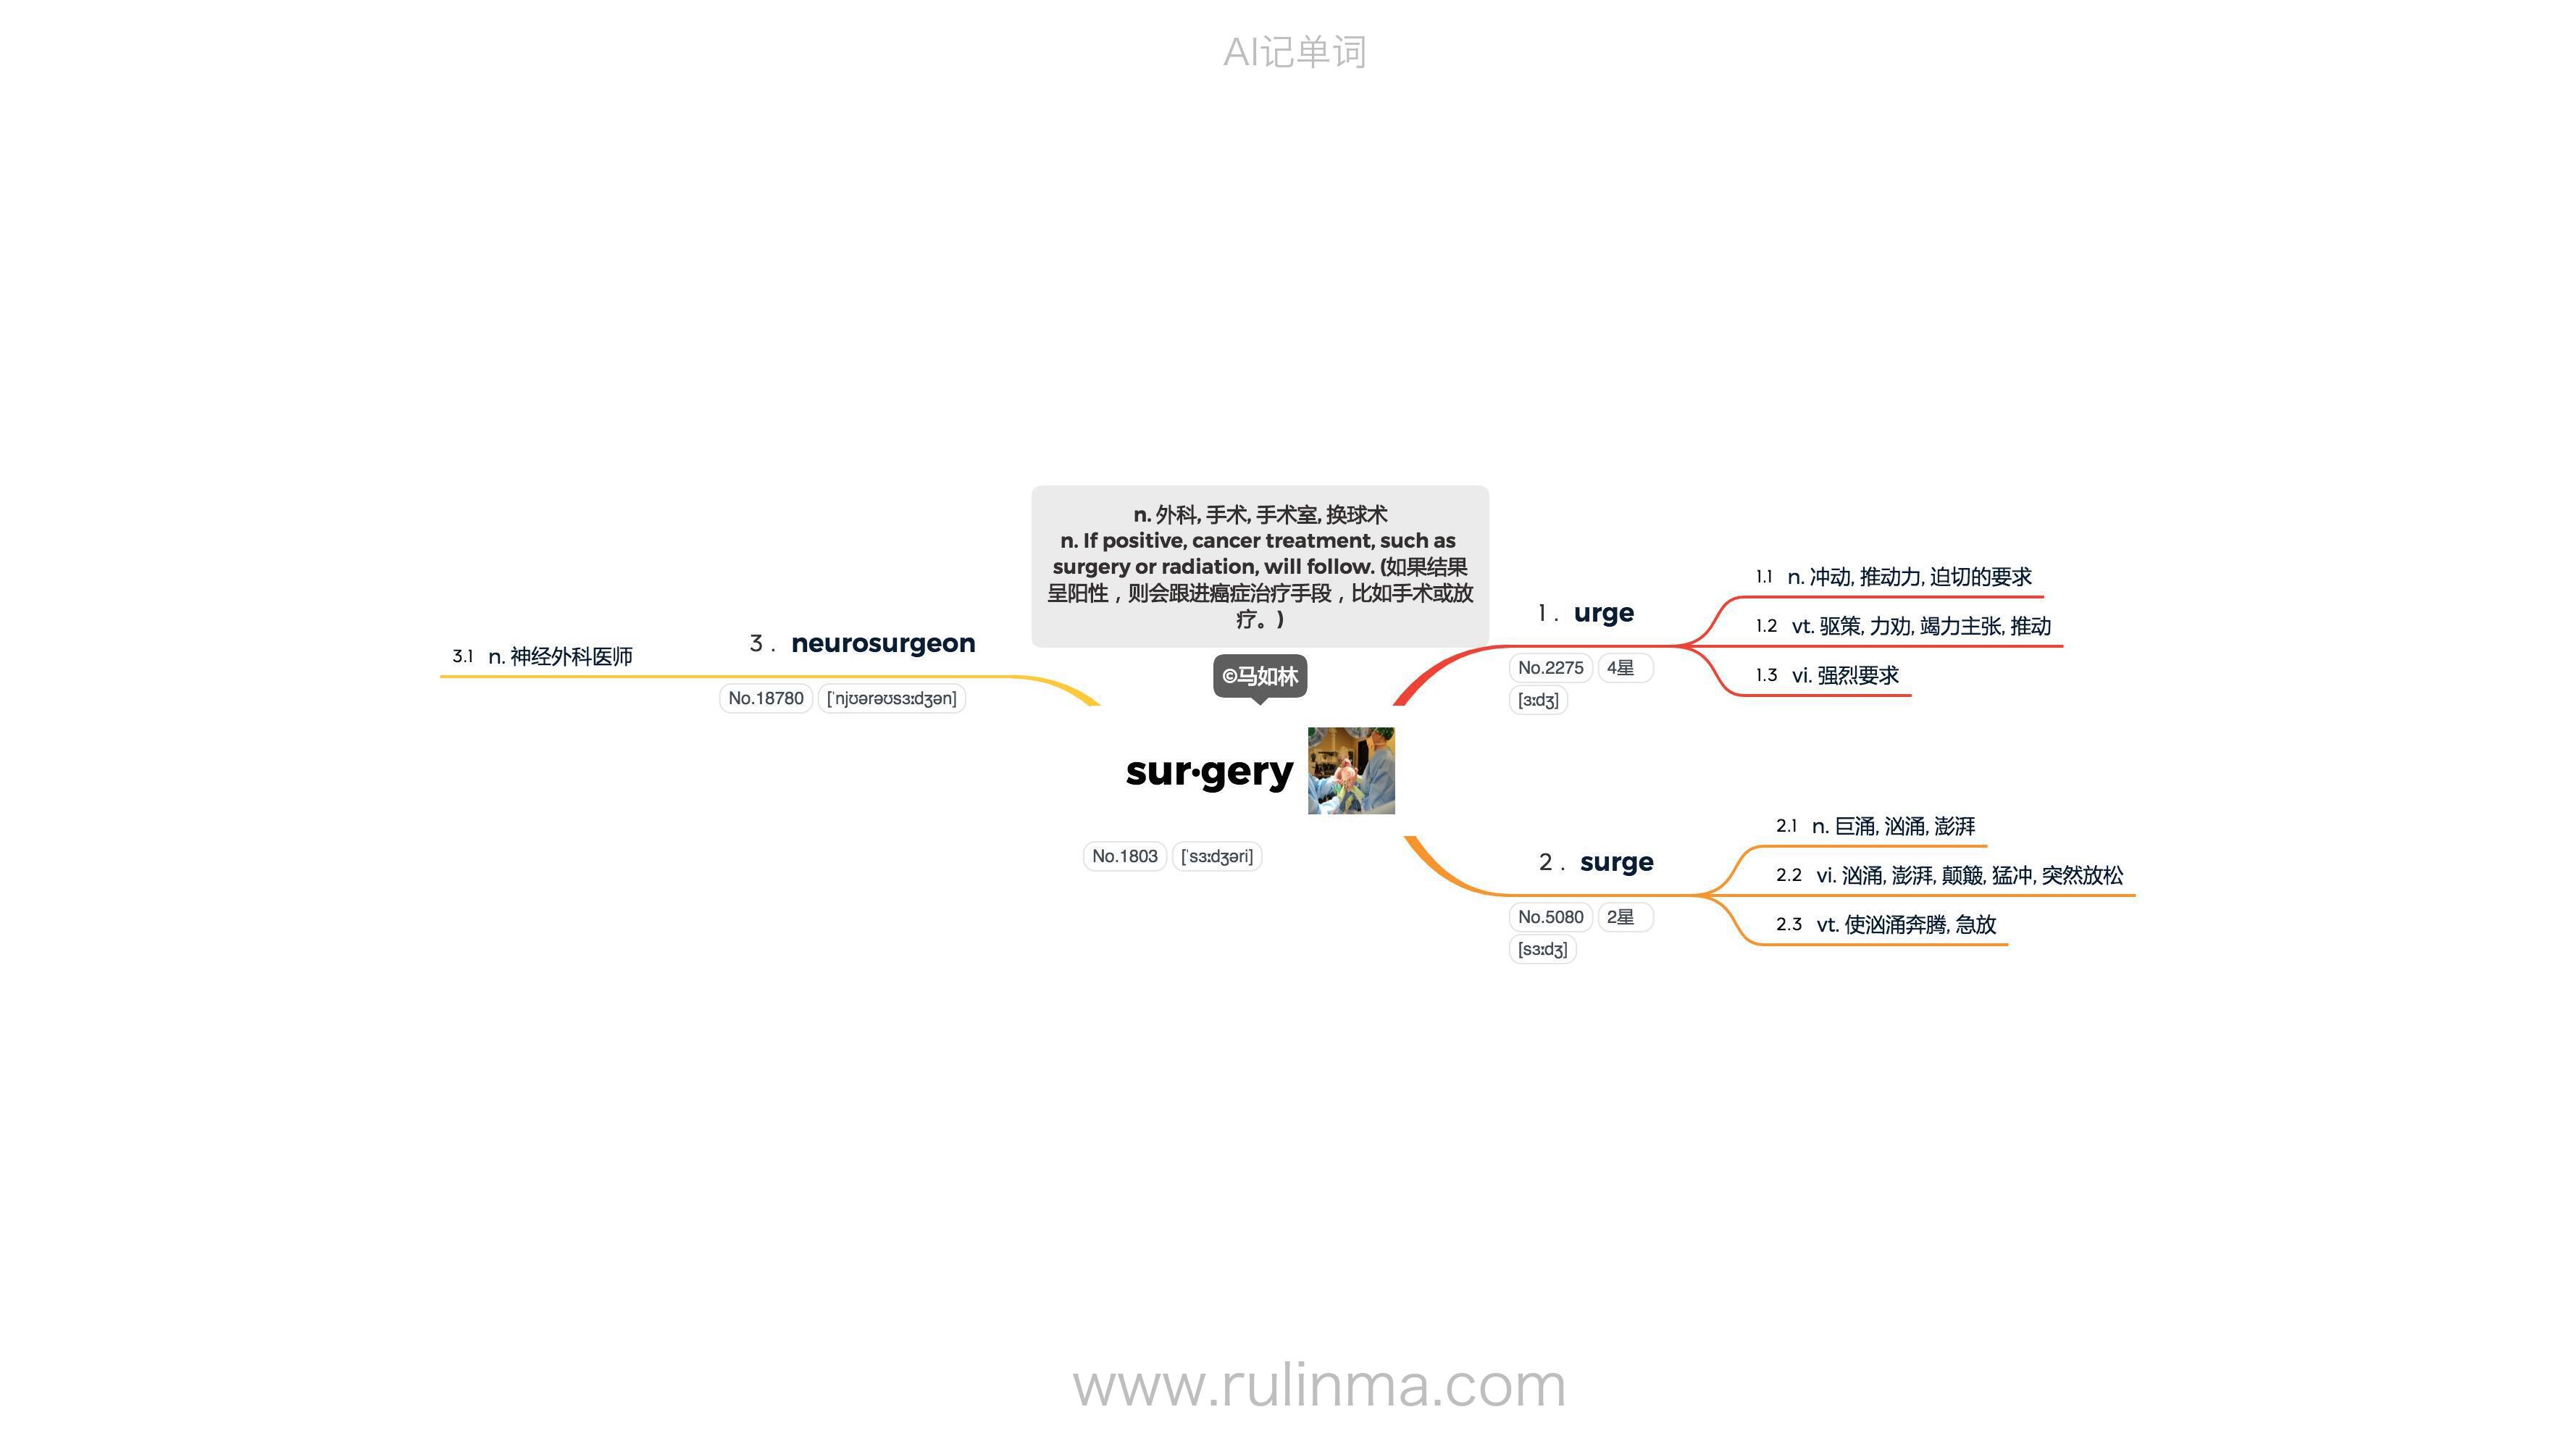 AI记单词
n. 外科, 手术, 手术室, 换球术
n. If positive, cancer treatment, such as
surgery or radiation, will follow. (如果结果
呈阳性，则会跟进癌症治疗手段，比如手术或放
疗。)
©马如林
sur·gery
No.1803 [ˈsɜːdʒəri]
1. urge
No.2275 4星
[ɜːdʒ]
1.1 n. 冲动, 推动力, 迫切的要求
1.2 vt. 驱策, 力劝, 竭力主张, 推动
1.3 vi. 强烈要求
2. surge
No.5080 2星
[sɜːdʒ]
2.1 n. 巨涌, 汹涌, 澎湃
2.2 vi. 汹涌, 澎湃, 颠簸, 猛冲, 突然放松
2.3 vt. 使汹涌奔腾, 急放
3. neurosurgeon
No.18780 [ˈnjʊərəʊsɜːdʒən]
3.1 n. 神经外科医师
www.rulinma.com